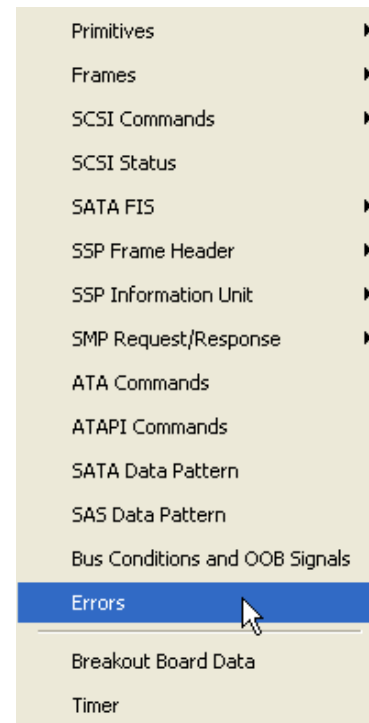 Primitives
Frames
SCSI Commands
SCSI Status
SATA FIS
SSP Frame Header
SSP Information Unit
SMP Request/Response
ATA Commands
ATAPI Commands
SATA Data Pattern
SAS Data Pattern
Bus Conditions and OOB Signals
Errors
Breakout Board Data
Timer